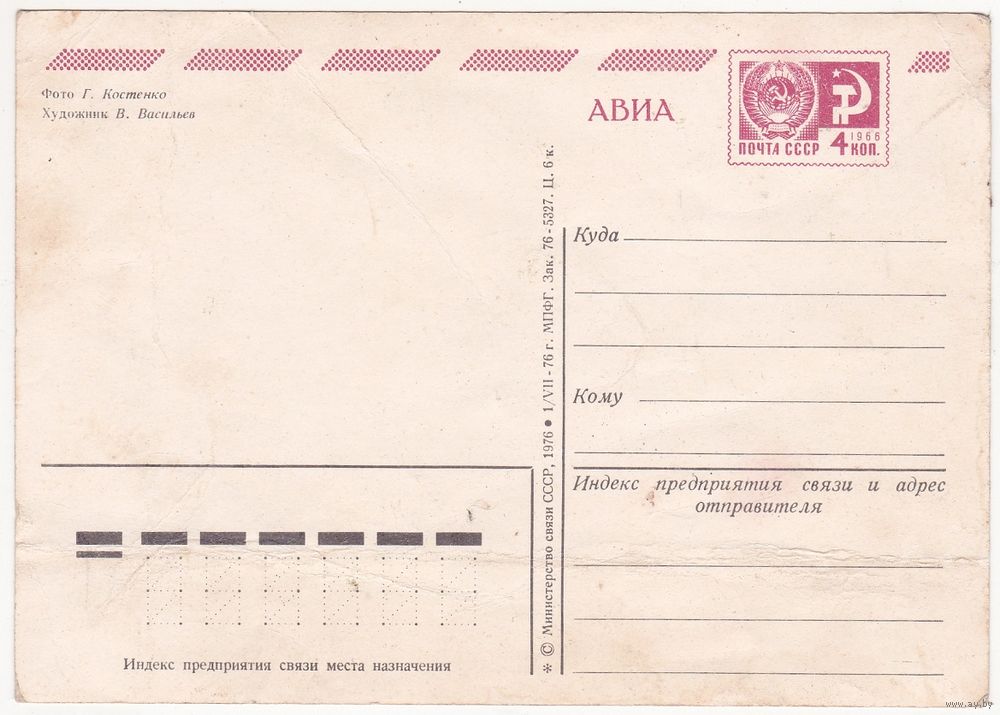 Фото Г. Костенко
Художник В. Васильев
АВИА
ПОЧТА СССР
1966
4 КОП.
* © Министерство связи СССР, 1976 ● 1/VII - 76 г. МПФГ. Зак. 76 - 5327. Ц. 6 к.
Куда
Кому
Индекс предприятия связи и адрес
отправителя
Индекс предприятия связи места назначения
www.ay.by